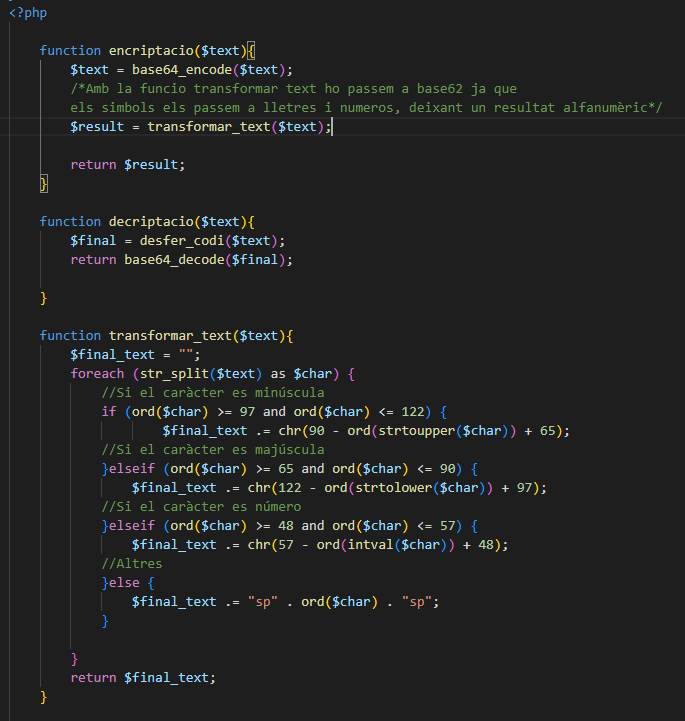 <?php
function encriptacio($text){
$text = base64_encode($text);
/*Amb la funcio transformar text ho passem a base62 ja que
els simbols els passem a lletres i numeros, deixant un resultat alfanumèric*/
$result = transformar_text($text);
return $result;
}
function decriptacio($text){
$final = desfer_codi($text);
return base64_decode($final);
}
function transformar_text($text){
$final_text = "";
foreach (str_split($text) as $char) {
//Si el caràcter es minúscula
if (ord($char) >= 97 and ord($char) <= 122) {
$final_text .= chr(90 - ord(strtoupper($char)) + 65);
//Si el caràcter es majúscula
}elseif (ord($char) >= 65 and ord($char) <= 90) {
$final_text .= chr(122 - ord(strtolower($char)) + 97);
//Si el caràcter es número
}elseif (ord($char) >= 48 and ord($char) <= 57) {
$final_text .= chr(57 - ord(intval($char)) + 48);
//Altres
}else {
$final_text .= "sp" . ord($char) . "sp";
}
}
return $final_text;
}